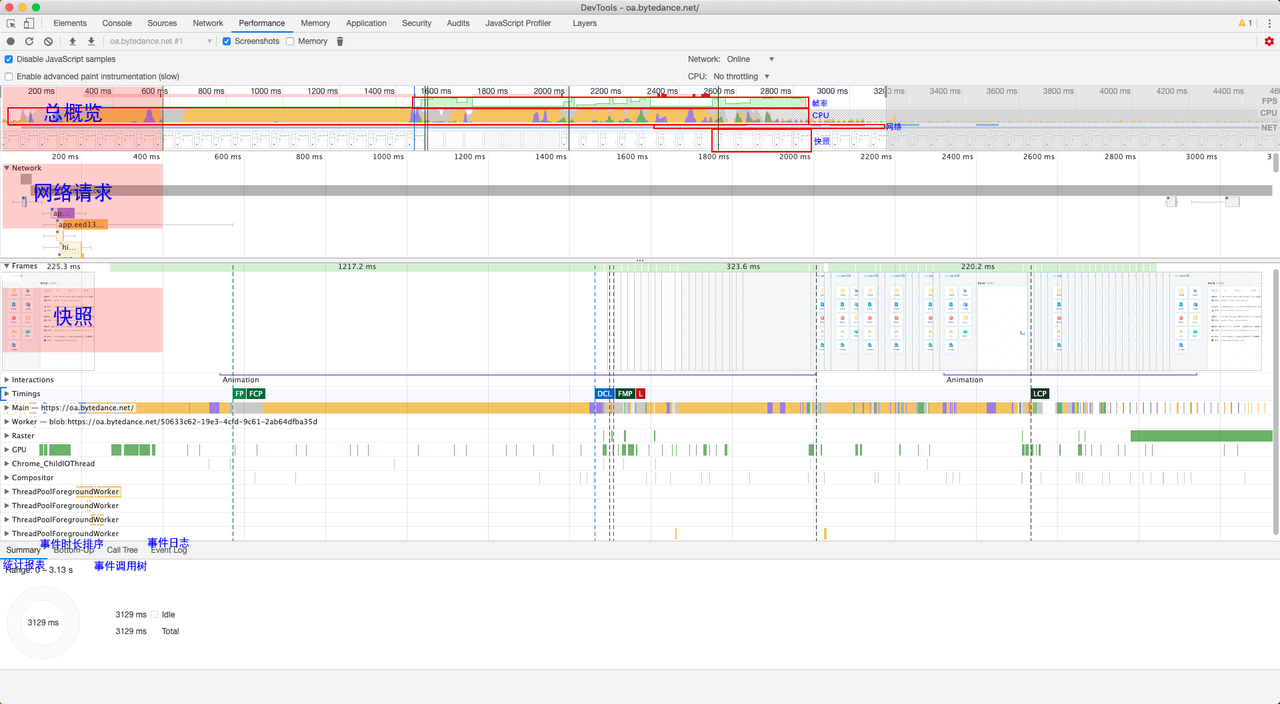 DevTools - oa.bytedance.net/
Elements Console Sources Network Performance Memory Application Security Audits JavaScript Profiler Layers 1
oa.bytedance.net #1 Screenshots Memory
Disable JavaScript samples Network: Online
Enable advanced paint instrumentation (slow) CPU: No throttling
200 ms 400 ms 600 ms 800 ms 1000 ms 1200 ms 1400 ms 1600 ms 1800 ms 2000 ms 2200 ms 2400 ms 2600 ms 2800 ms 3000 ms 3200 ms 3400 ms 3600 ms 3800 ms 4000 ms 4200 ms 4400 ms
帧率 FPS
总概览 CPU CPU
网络 NET
快照
200 ms 400 ms 600 ms 800 ms 1000 ms 1200 ms 1400 ms 1600 ms 1800 ms 2000 ms 2200 ms 2400 ms 2600 ms 2800 ms 3000 ms 3
Network
网络请求
ap...
app.eed13...
hi...
Frames 225.3 ms 1217.2 ms 323.6 ms 220.2 ms
快照
Interactions Animation Animation
Timings FP FCP DCL FMP L LCP
Main — https://oa.bytedance.net/
Worker — blob:https://oa.bytedance.net/50633c62-19e3-4cfd-9c61-2ab64dfba35d
Raster
GPU
Chrome_ChildIOThread
Compositor
ThreadPoolForegroundWorker
ThreadPoolForegroundWorker
ThreadPoolForegroundWorker
ThreadPoolForegroundWorker
事件时长排序 事件日志
Summary Bottom-Up Call Tree Event Log
统计报表 事件调用树
Range: 0 – 3.13 s
3129 ms Idle
3129 ms
3129 ms Total